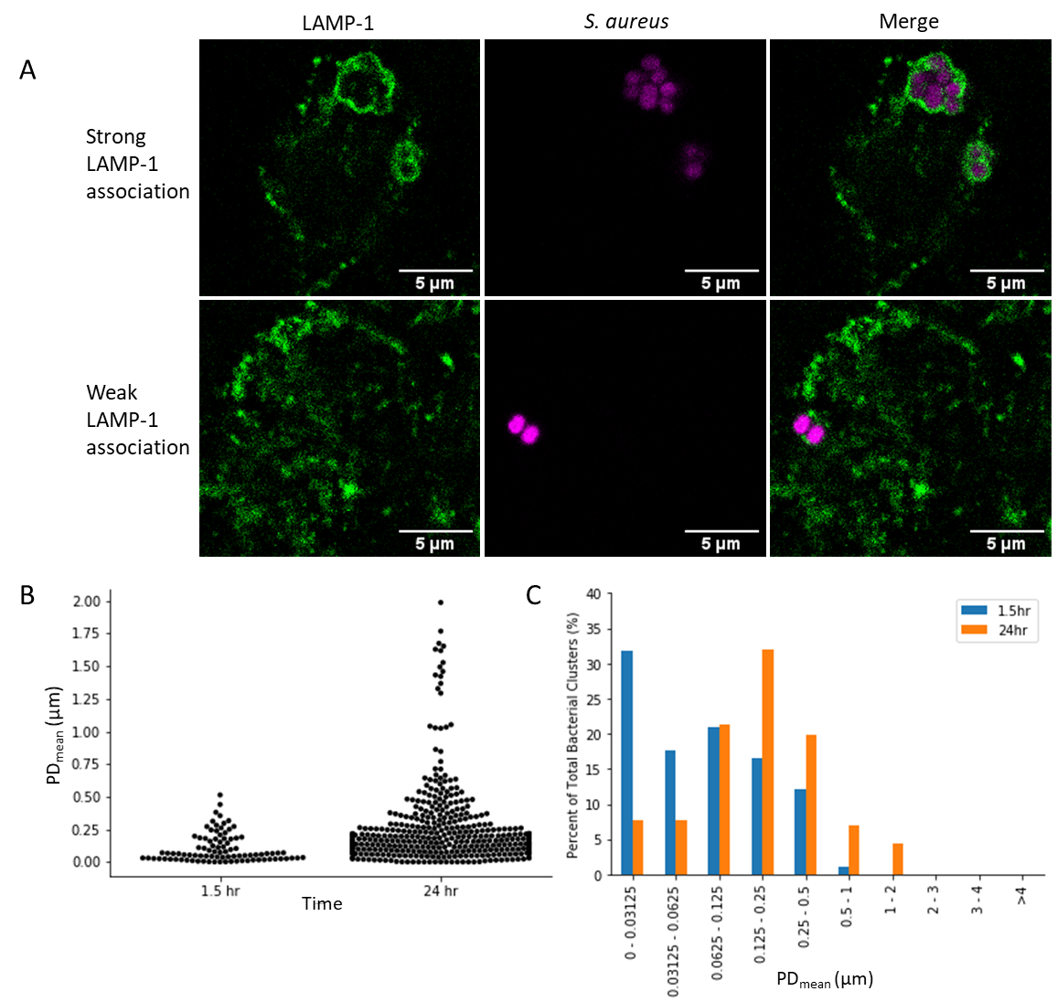 LAMP-1
S. aureus
Merge
A
Strong
LAMP-1
association
5 µm
5 µm
5 µm
Weak
LAMP-1
association
5 µm
5 µm
5 µm
B
PDmean (µm)
2.00
1.75
1.50
1.25
1.00
0.75
0.50
0.25
0.00
1.5 hr
24 hr
Time
C
Percent of Total Bacterial Clusters (%)
40
35
30
25
20
15
10
5
0
1.5hr
24hr
0 - 0.03125
0.03125 - 0.0625
0.0625 - 0.125
0.125 - 0.25
0.25 - 0.5
0.5 - 1
1 - 2
2 - 3
3 - 4
>4
PDmean (µm)